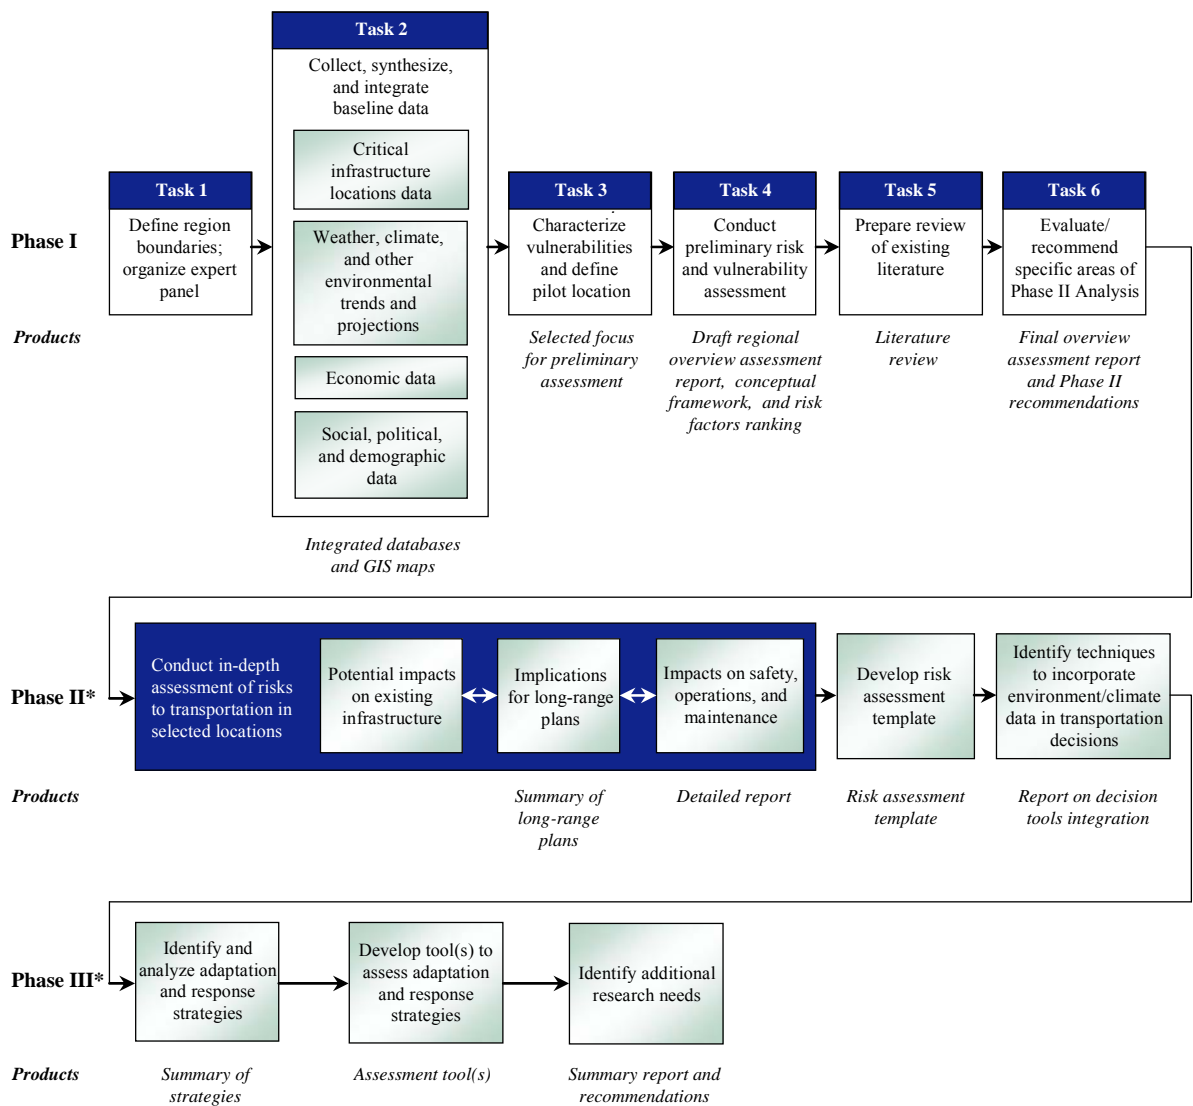 Task 2
Collect, synthesize,
and integrate
baseline data
Critical
infrastructure
locations data
Weather, climate,
and other
environmental
trends and
projections
Economic data
Social, political,
and demographic
data
Integrated databases
and GIS maps
Phase I
Task 1
Define region
boundaries;
organize expert
panel
Task 3
Characterize
vulnerabilities
and define
pilot location
Task 4
Conduct
preliminary risk
and vulnerability
assessment
Task 5
Prepare review
of existing
literature
Task 6
Evaluate/
recommend
specific areas of
Phase II Analysis
Products
Selected focus
for preliminary
assessment
Draft regional
overview assessment
report, conceptual
framework, and risk
factors ranking
Literature
review
Final overview
assessment report
and Phase II
recommendations
Phase II*
Conduct in-depth
assessment of risks
to transportation in
selected locations
Potential impacts
on existing
infrastructure
Implications
for long-range
plans
Impacts on safety,
operations, and
maintenance
Develop risk
assessment
template
Identify techniques
to incorporate
environment/climate
data in transportation
decisions
Products
Summary of
long-range
plans
Detailed report
Risk assessment
template
Report on decision
tools integration
Phase III*
Identify and
analyze adaptation
and response
strategies
Develop tool(s) to
assess adaptation
and response
strategies
Identify additional
research needs
Products
Summary of
strategies
Assessment tool(s)
Summary report and
recommendations